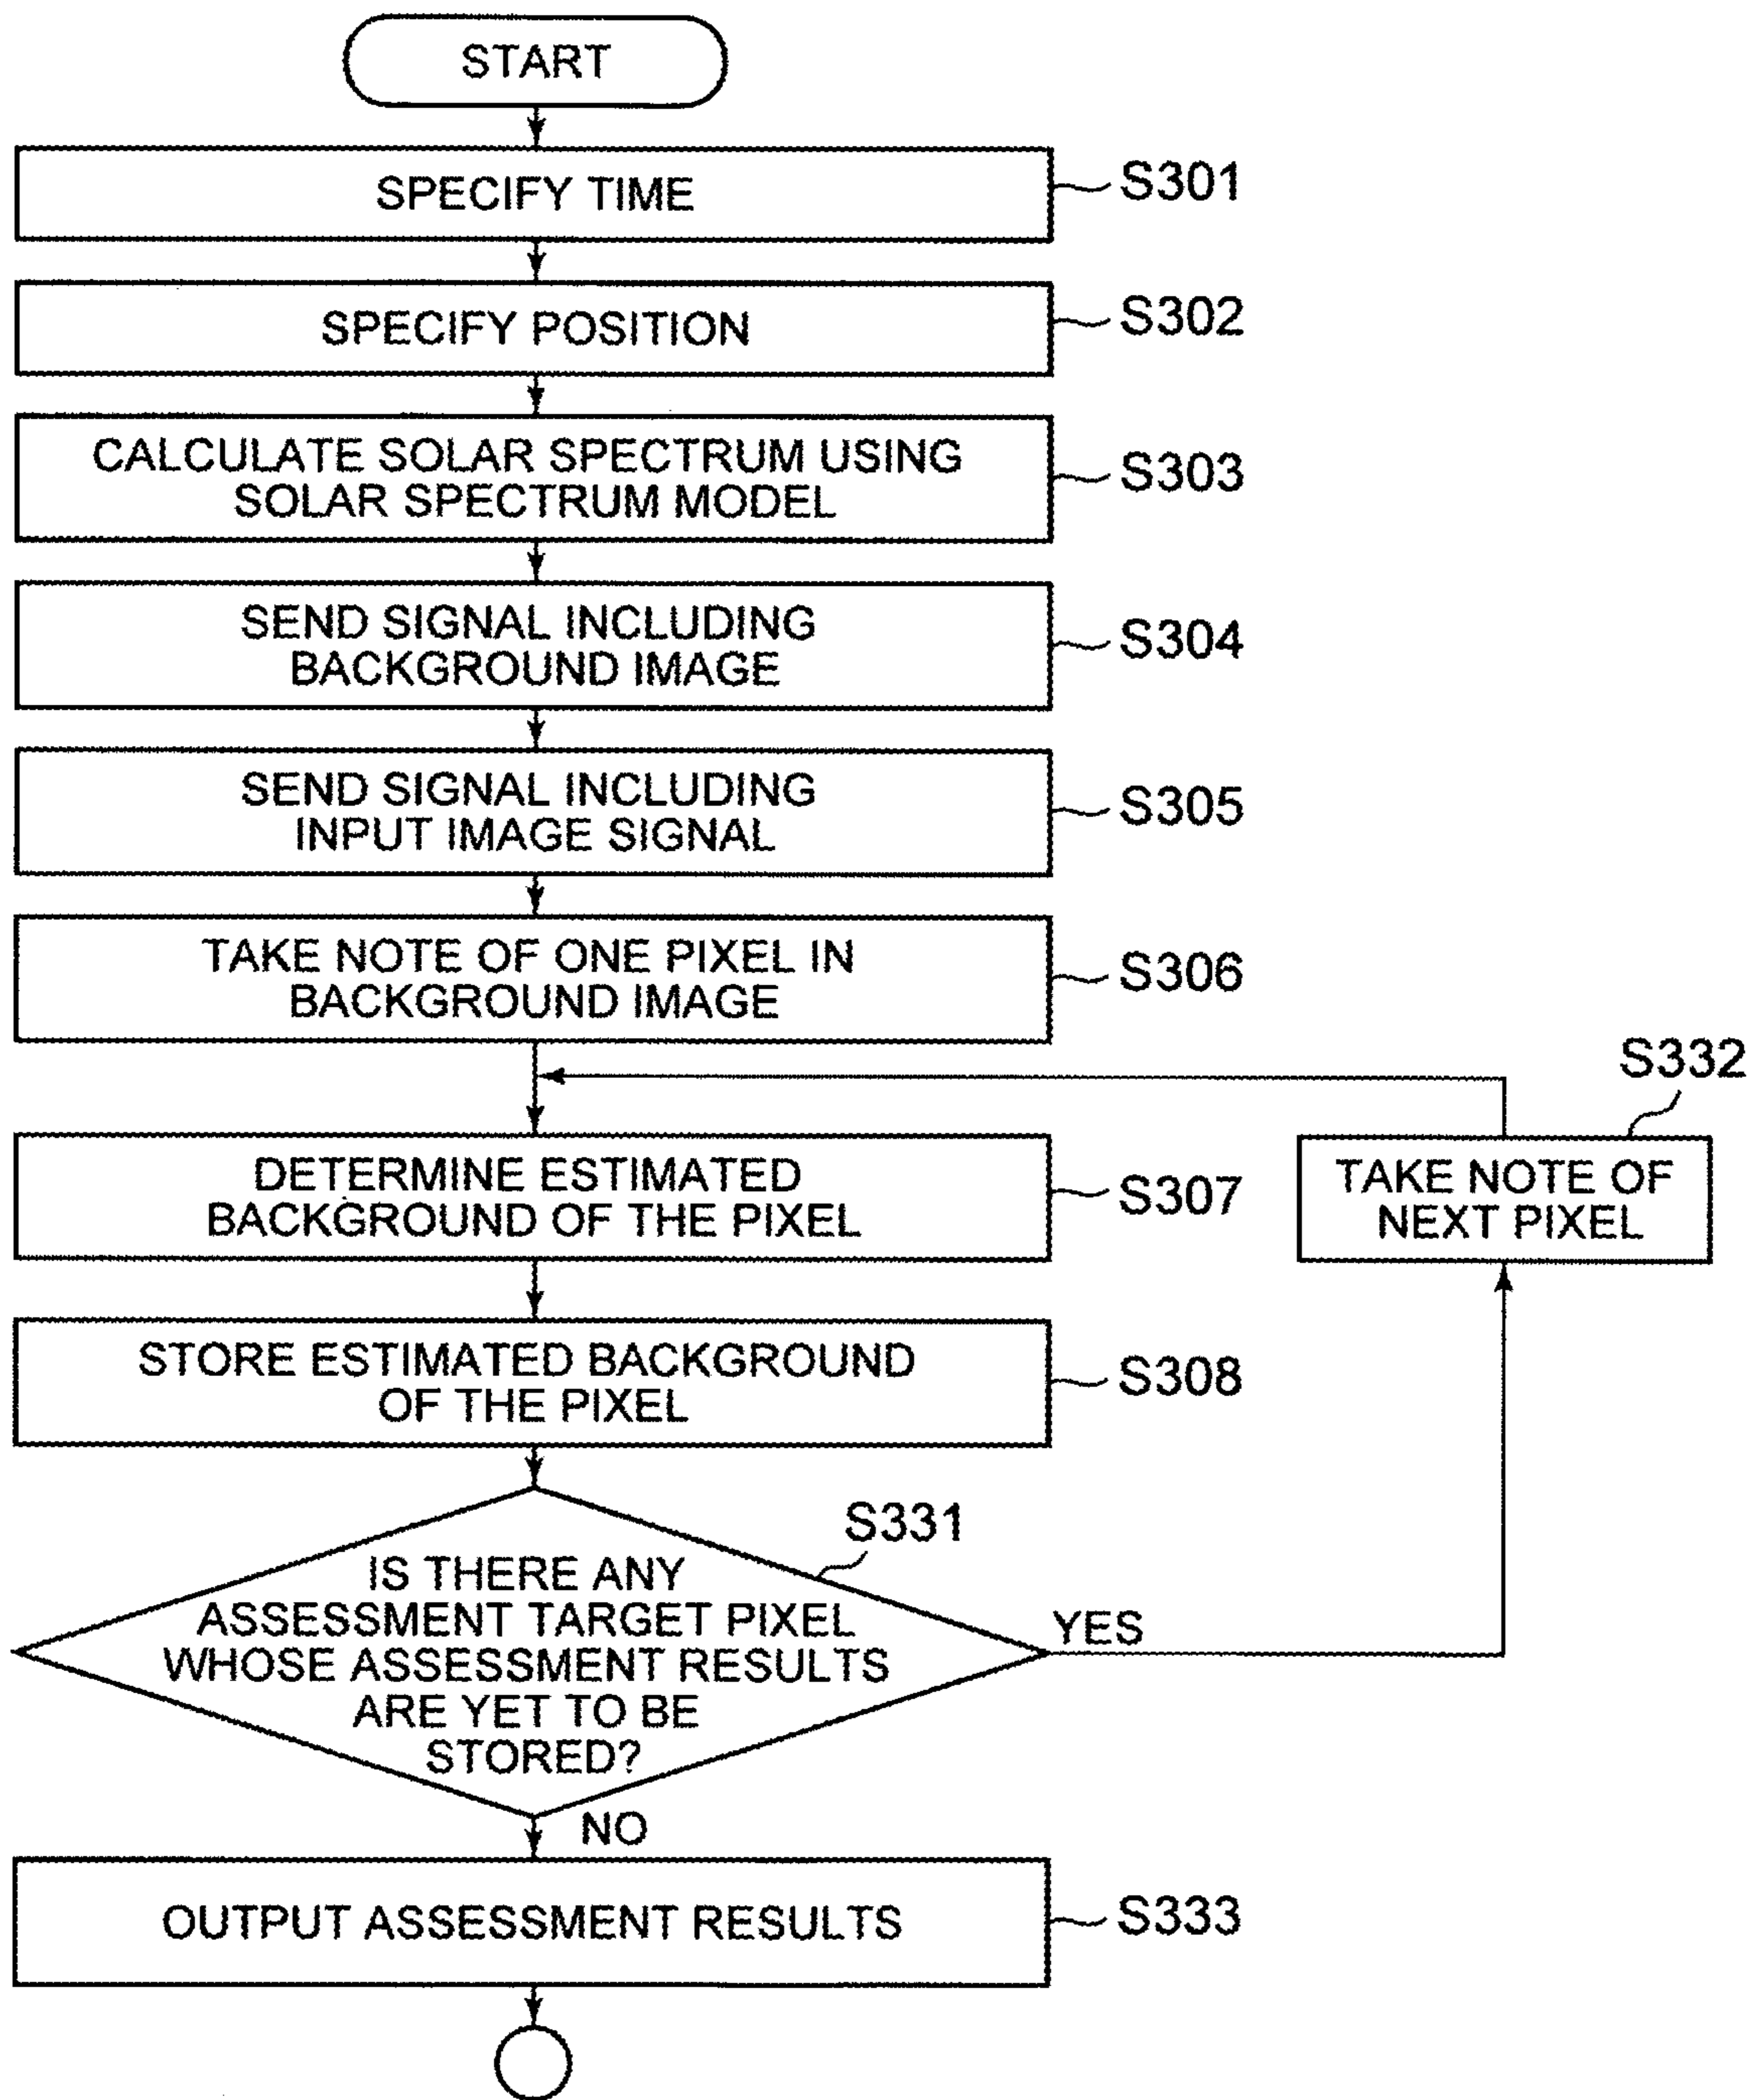 START
SPECIFY TIME
S301
SPECIFY POSITION
S302
CALCULATE SOLAR SPECTRUM USING
SOLAR SPECTRUM MODEL
S303
SEND SIGNAL INCLUDING
BACKGROUND IMAGE
S304
SEND SIGNAL INCLUDING
INPUT IMAGE SIGNAL
S305
TAKE NOTE OF ONE PIXEL IN
BACKGROUND IMAGE
S306
DETERMINE ESTIMATED
BACKGROUND OF THE PIXEL
S307
S332
TAKE NOTE OF
NEXT PIXEL
STORE ESTIMATED BACKGROUND
OF THE PIXEL
S308
S331
IS THERE ANY
ASSESSMENT TARGET PIXEL
WHOSE ASSESSMENT RESULTS
ARE YET TO BE
STORED?
YES
NO
OUTPUT ASSESSMENT RESULTS
S333